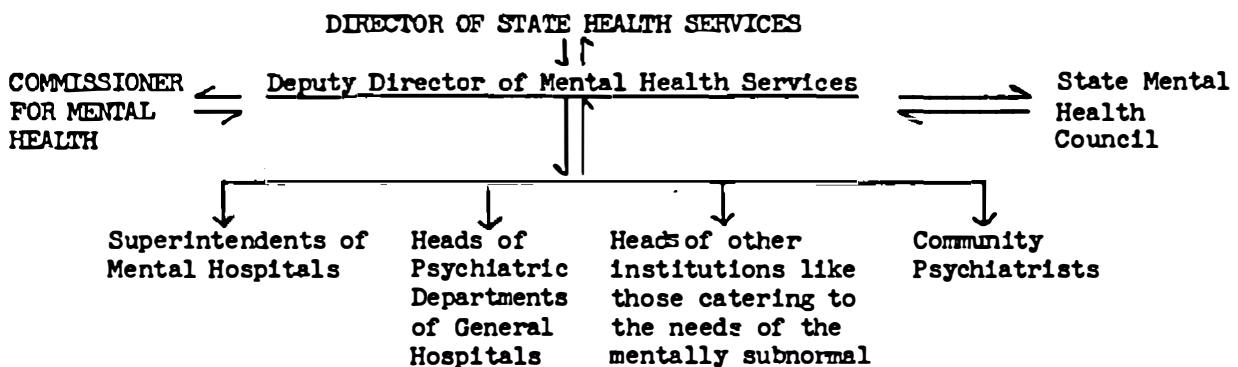 DIRECTOR OF STATE HEALTH SERVICES
COMMISSIONER
FOR MENTAL
HEALTH
Deputy Director of Mental Health Services
State Mental
Health
Council
Superintendents of
Mental Hospitals
Heads of
Psychiatric
Departments
of General
Hospitals
Heads of other
institutions like
those catering to
the needs of the
mentally subnormal
Community
Psychiatrists